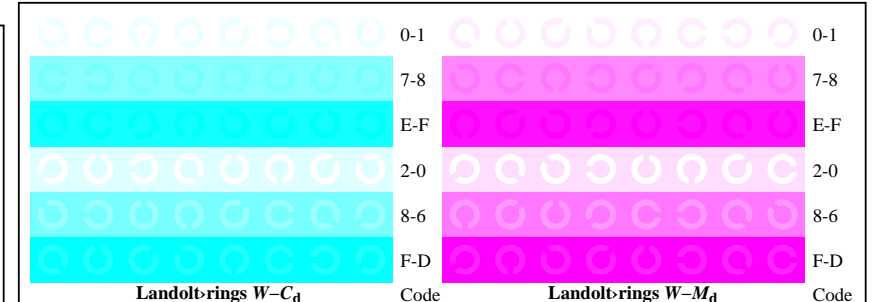 0-1 0-1
7-8 7-8
E-F E-F
2-0 2-0
8-6 8-6
F-D F-D
Landolt›rings W–Cd Code Landolt›rings W–Md Code